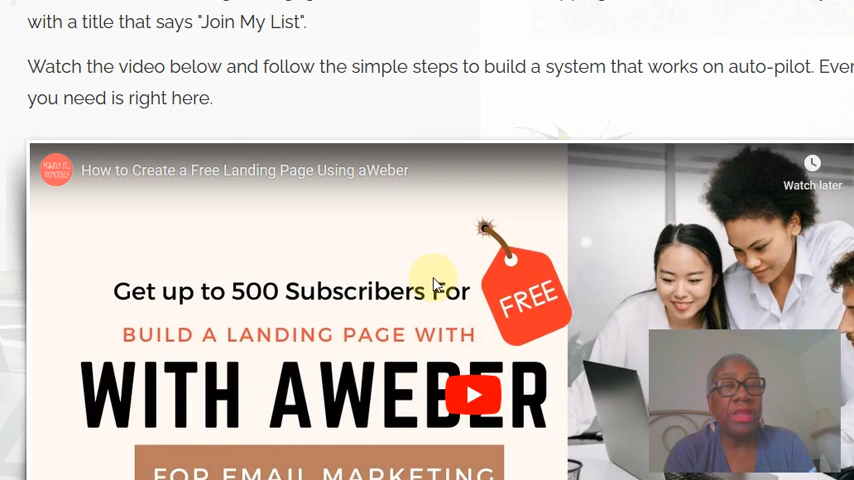 with a title that says "Join My List".
Watch the video below and follow the simple steps to build a system that works on auto-pilot.
you need is right here.
How to Create a Free Landing Page Using aWeber
Watch later
Get up to 500 Subscribers For
FREE
BUILD A LANDING PAGE WITH
WITH AWEBER
FOR EMAIL MARKETING